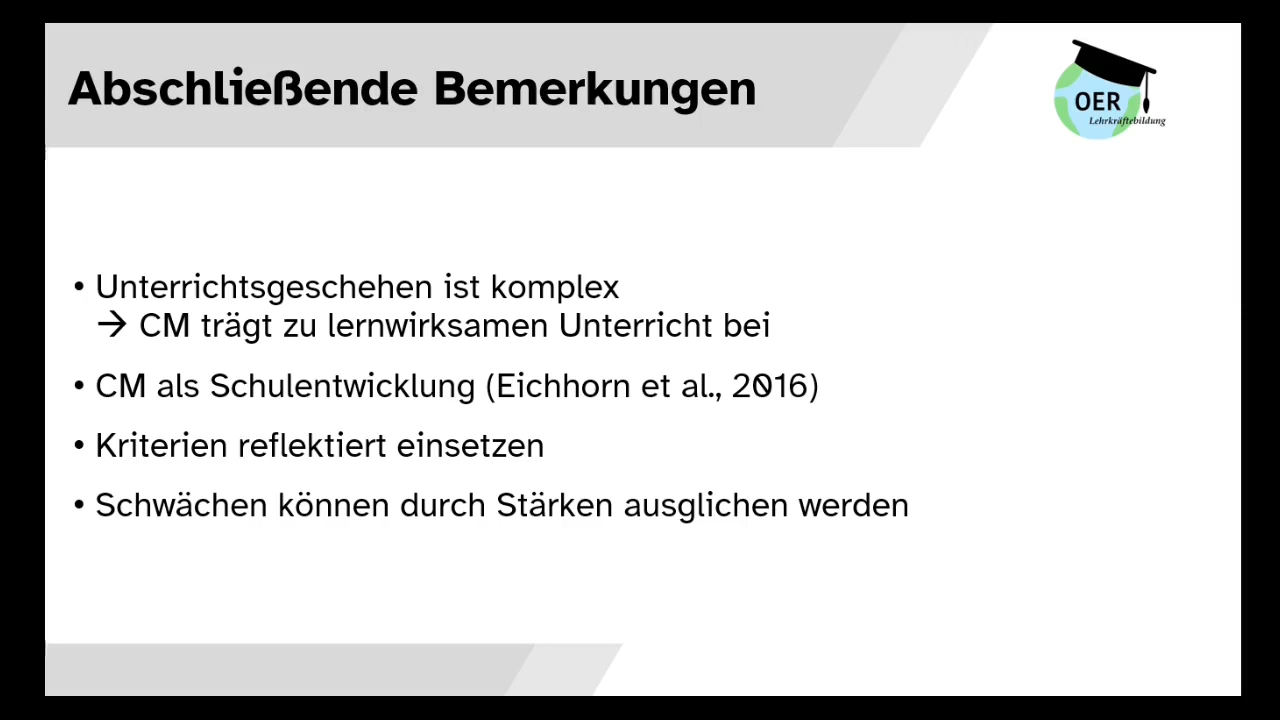 Abschließende Bemerkungen
OER
Lehrkräftebildung
• Unterrichtsgeschehen ist komplex
→ CM trägt zu lernwirksamen Unterricht bei
• CM als Schulentwicklung (Eichhorn et al., 2016)
• Kriterien reflektiert einsetzen
• Schwächen können durch Stärken ausglichen werden